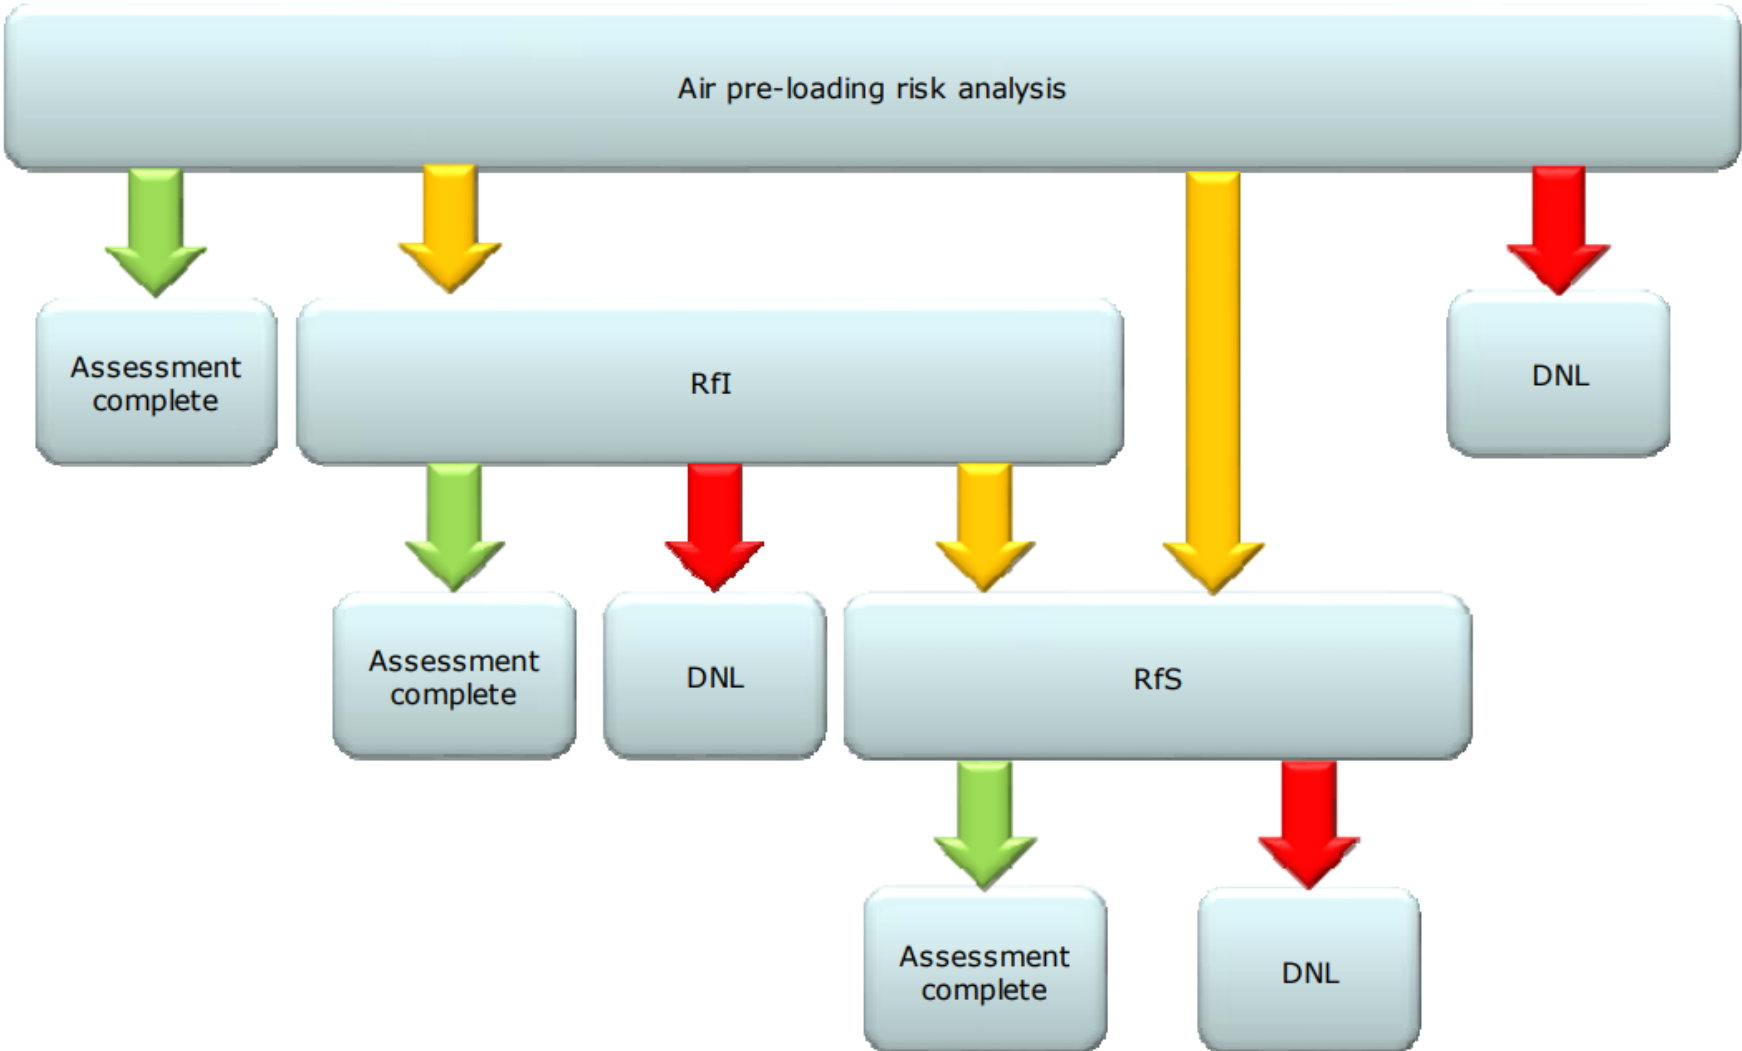 Air pre-loading risk analysis
Assessment
complete
RfI
DNL
Assessment
complete
DNL
RfS
Assessment
complete
DNL